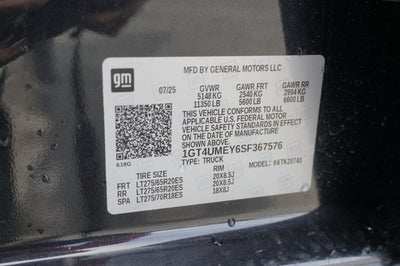 MFD BY GENERAL MOTORS LLC
gm
07/25 GVWR GAWR FRT GAWR RR
5148 KG 2540 KG 2994 KG
11350 LB 5600 LB 6600 LB
THIS VEHICLE CONFORMS TO ALL
APPLICABLE U.S. FEDERAL MOTOR
VEHICLE SAFETY STANDARDS IN EFFECT
ON THE DATE OF MANUFACTURE
SHOWN ABOVE.
618G
1GT4UMEY6SF367576
TYPE: TRUCK MODEL: 66TK20743
TIRE SIZE RIM
FRT LT275/65R20ES 20X8.5J
RR LT275/65R20ES 20X8.5J
SPA LT275/70R18ES 18X8J